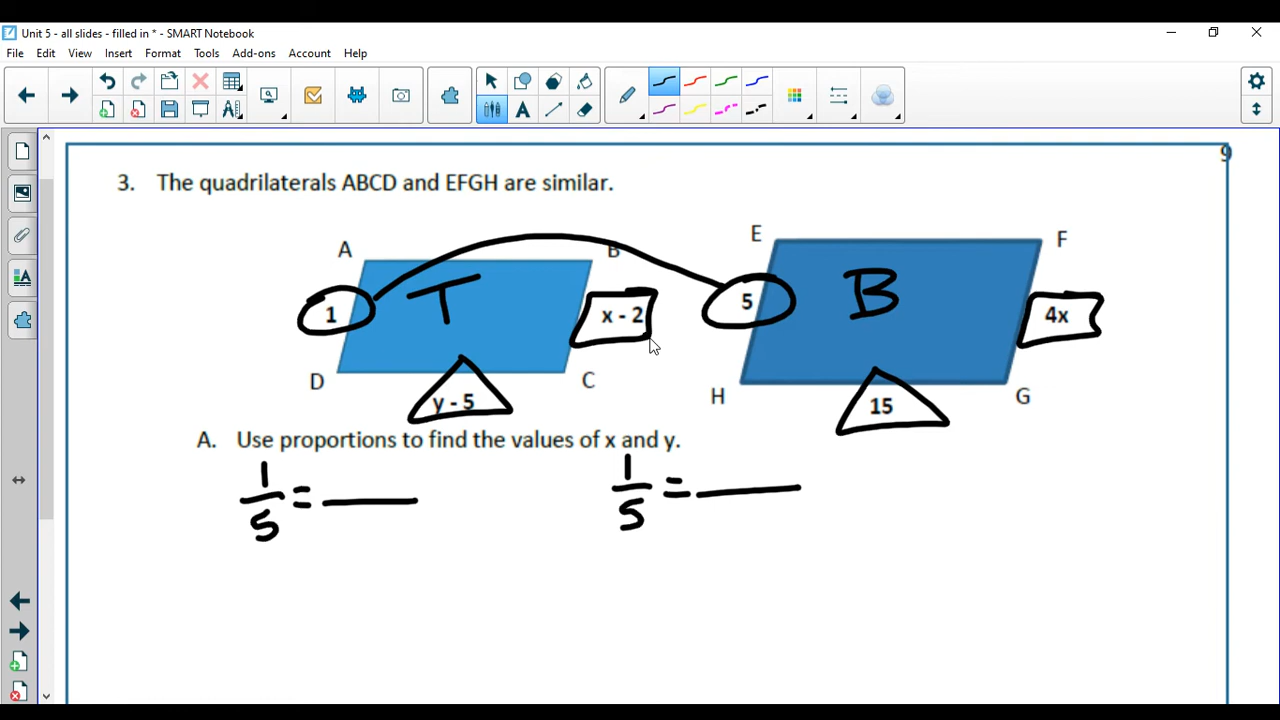 Unit 5 - all slides - filled in * - SMART Notebook
File Edit View Insert Format Tools Add-ons Account Help
9
3. The quadrilaterals ABCD and EFGH are similar.
A B E F
1 T x - 2 5 B 4x
D y - 5 C H 15 G
A. Use proportions to find the values of x and y.
1 1
= =
5 5